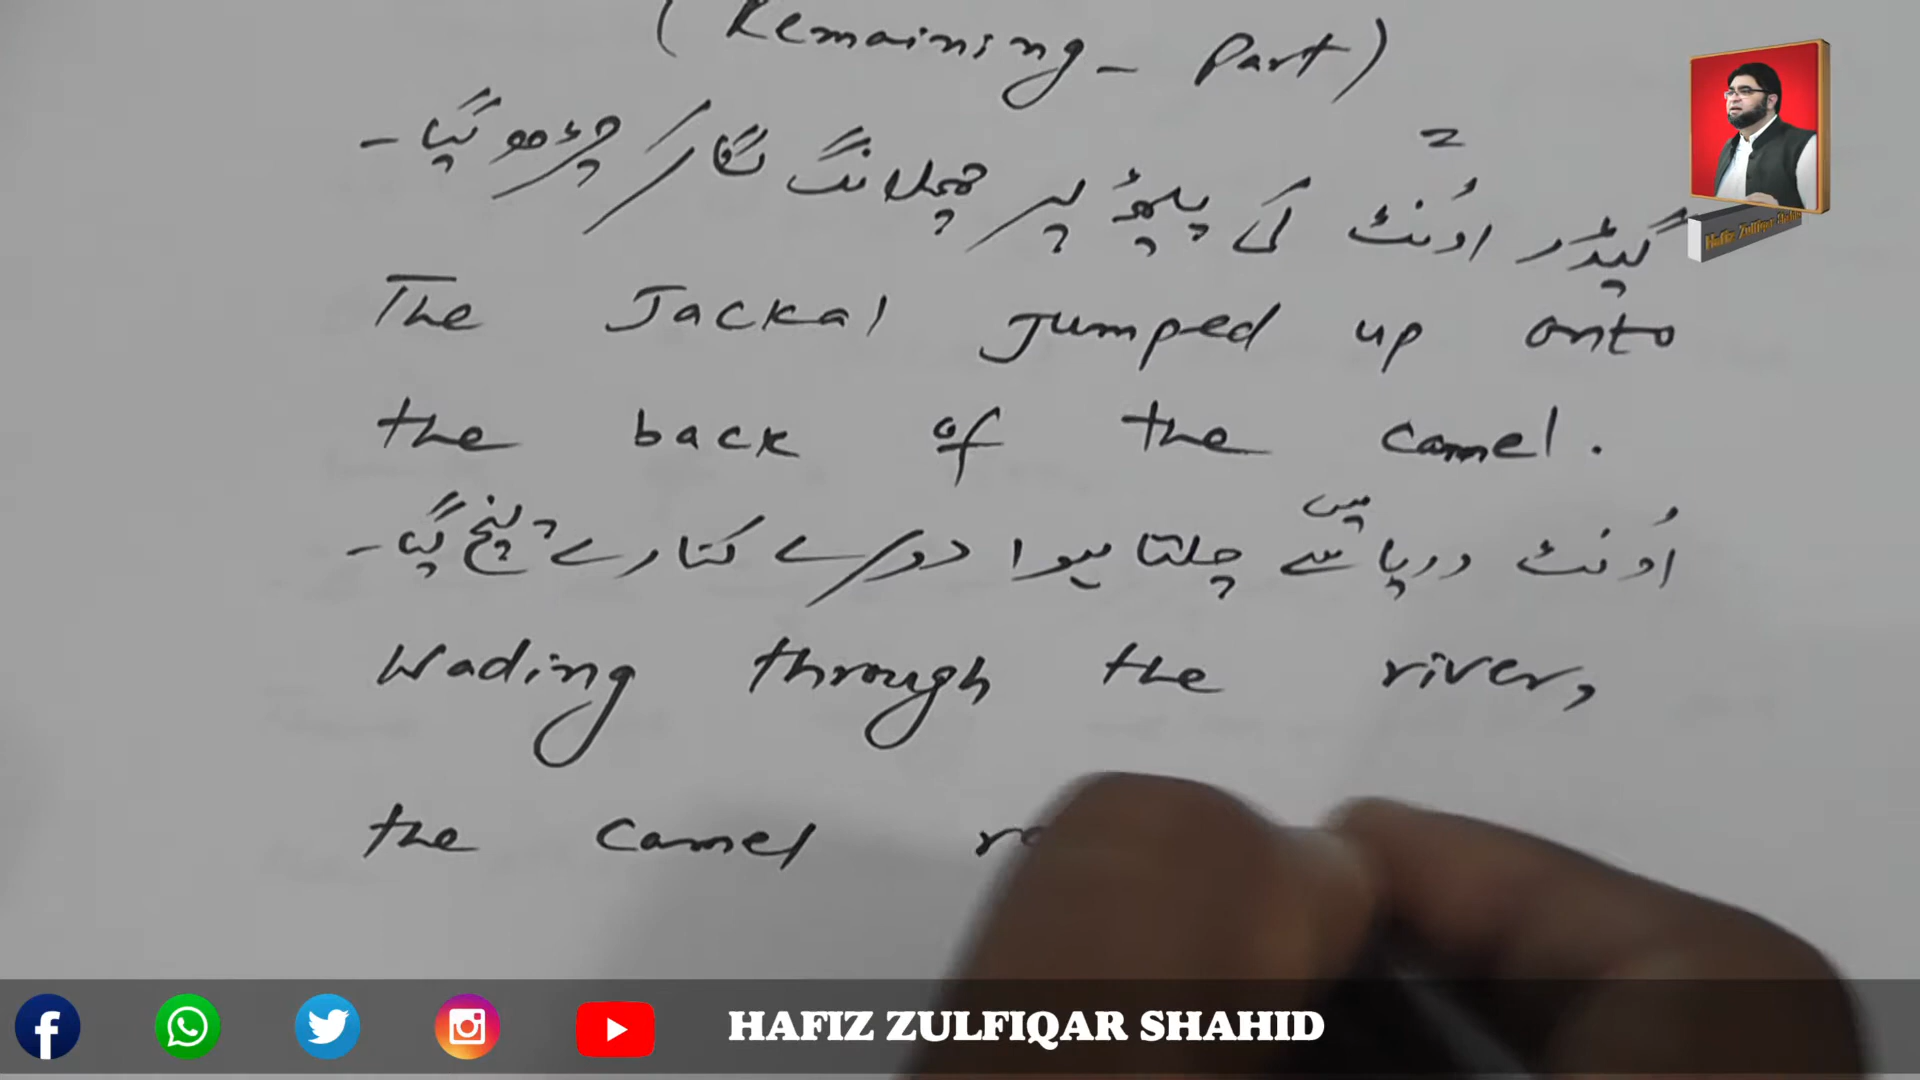 (Remaining - Part)
گیڈر اونٹ کی پیٹھ پر چھلانگ لگا کر چڑھ گیا۔
The Jackal jumped up onto
the back of the camel.
میں
اُونٹ دریا سے چلتا ہوا دوسرے کنارے پہنچ گیا۔
Wading through the river,
the camel
HAFIZ ZULFIQAR SHAHID